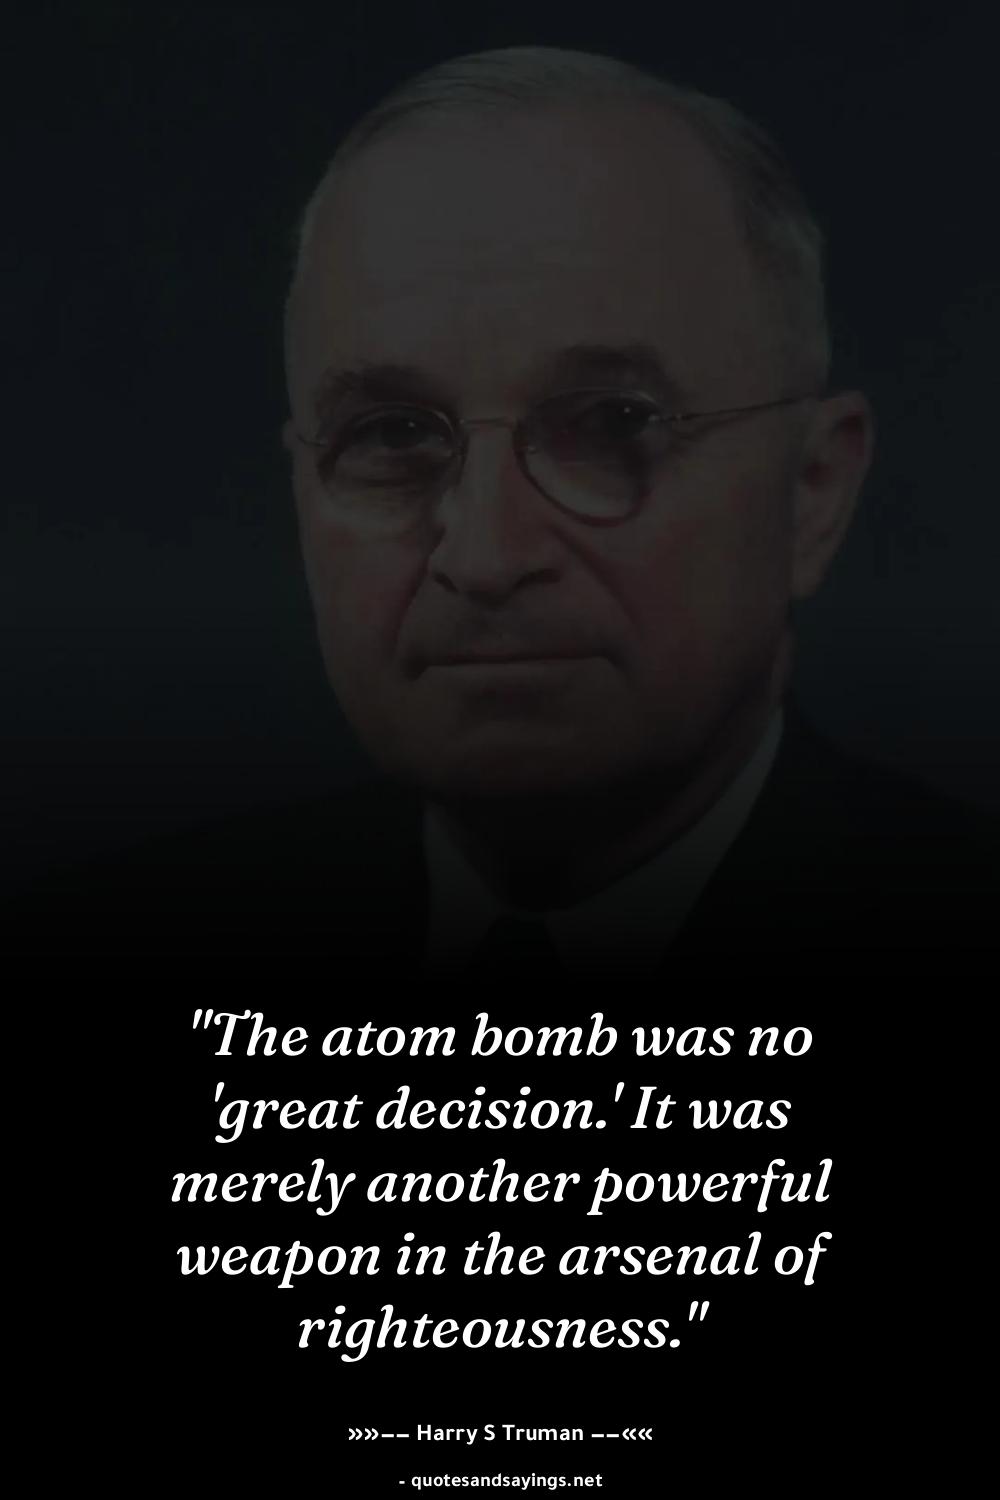 "The atom bomb was no
'great decision.' It was
merely another powerful
weapon in the arsenal of
righteousness."
»»−− Harry S Truman −−««
- quotesandsayings.net